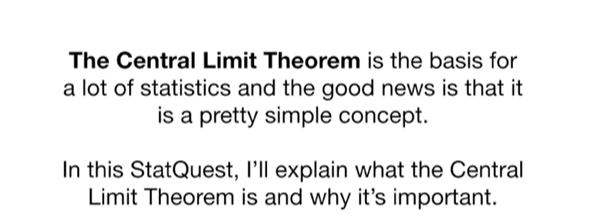 The Central Limit Theorem is the basis for
a lot of statistics and the good news is that it
is a pretty simple concept.
In this StatQuest, I’ll explain what the Central
Limit Theorem is and why it’s important.